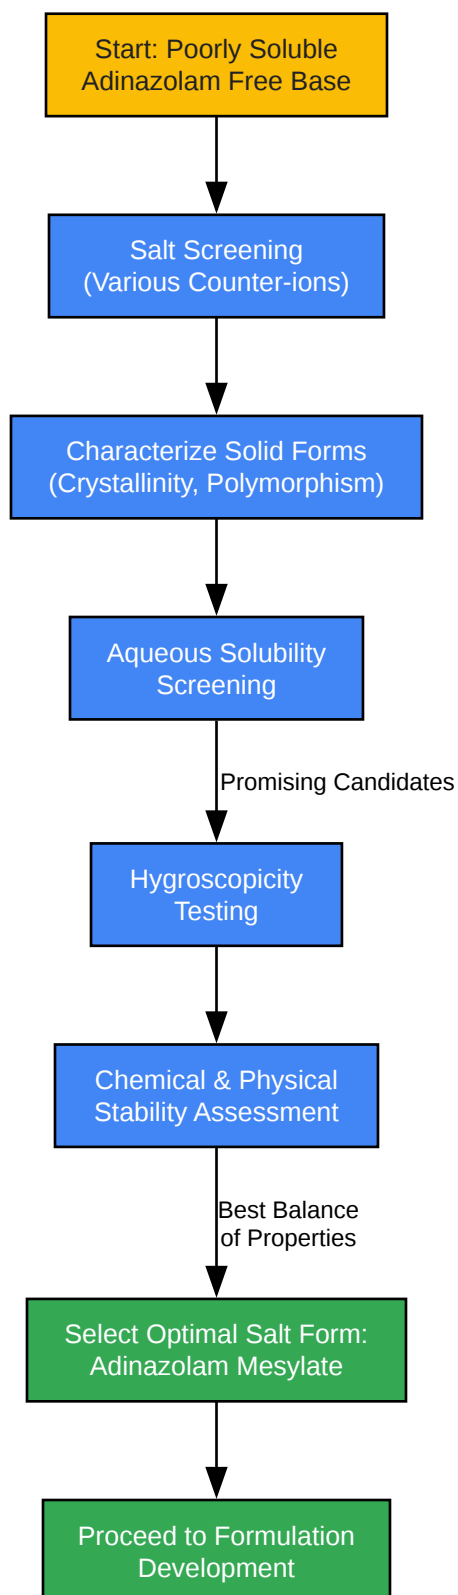 Start: Poorly Soluble
Adinazolam Free Base
Salt Screening
(Various Counter-ions)
Characterize Solid Forms
(Crystallinity, Polymorphism)
Aqueous Solubility
Screening
Promising Candidates
Hygroscopicity
Testing
Chemical & Physical
Stability Assessment
Best Balance
of Properties
Select Optimal Salt Form:
Adinazolam Mesylate
Proceed to Formulation
Development